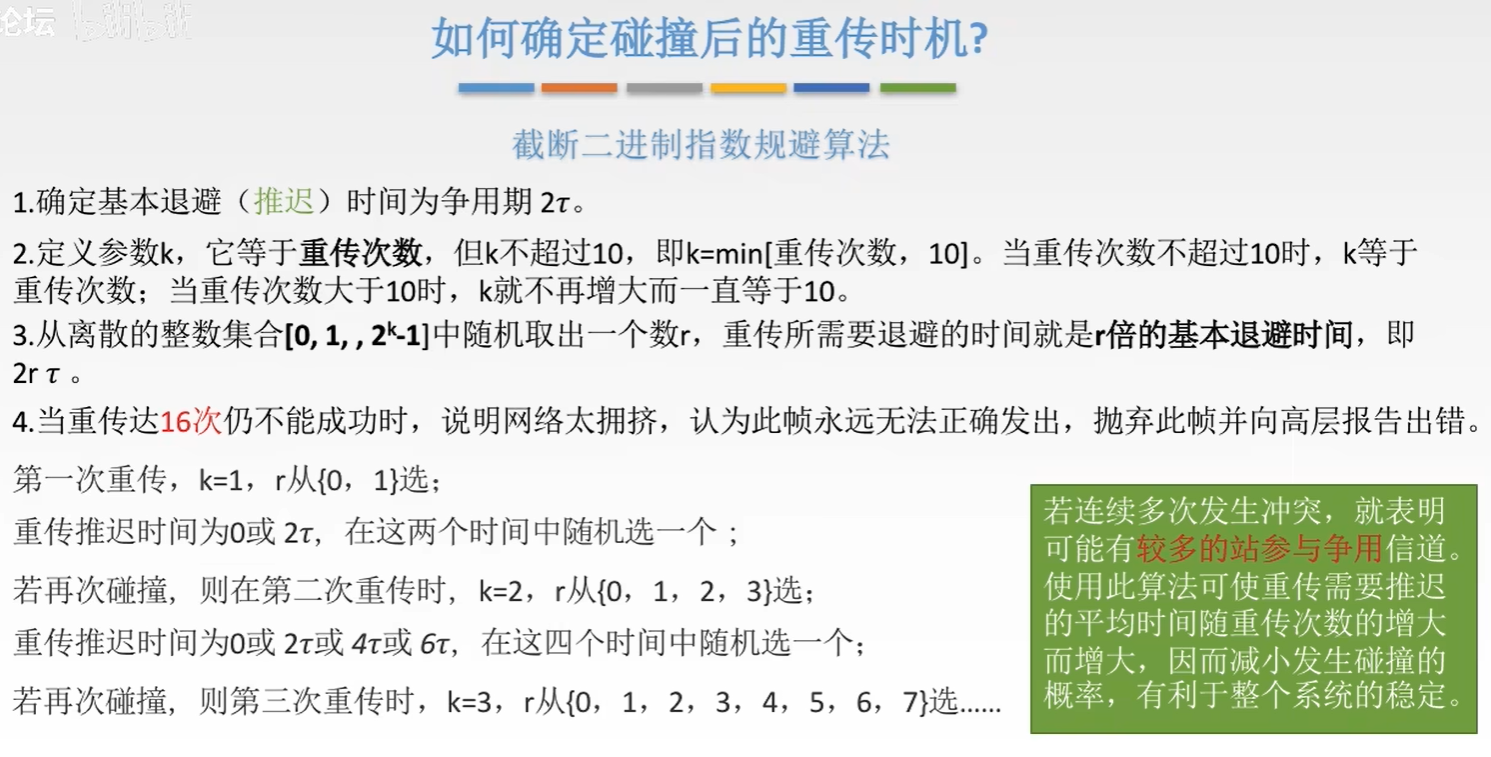 论坛 bilibili
如何确定碰撞后的重传时机?
截断二进制指数规避算法
1.确定基本退避（推迟）时间为争用期 2τ。
2.定义参数k，它等于重传次数，但k不超过10，即k=min[重传次数，10]。当重传次数不超过10时，k等于
重传次数；当重传次数大于10时，k就不再增大而一直等于10。
3.从离散的整数集合[0, 1, , 2ᵏ-1]中随机取出一个数r，重传所需要退避的时间就是r倍的基本退避时间，即
2r τ 。
4.当重传达16次仍不能成功时，说明网络太拥挤，认为此帧永远无法正确发出，抛弃此帧并向高层报告出错。
第一次重传，k=1，r从{0，1}选；
重传推迟时间为0或 2τ，在这两个时间中随机选一个；
若再次碰撞，则在第二次重传时，k=2，r从{0，1，2，3}选；
重传推迟时间为0或 2τ或 4τ或 6τ，在这四个时间中随机选一个；
若再次碰撞，则第三次重传时，k=3，r从{0，1，2，3，4，5，6，7}选......
若连续多次发生冲突，就表明
可能有较多的站参与争用信道。
使用此算法可使重传需要推迟
的平均时间随重传次数的增大
而增大，因而减小发生碰撞的
概率，有利于整个系统的稳定。